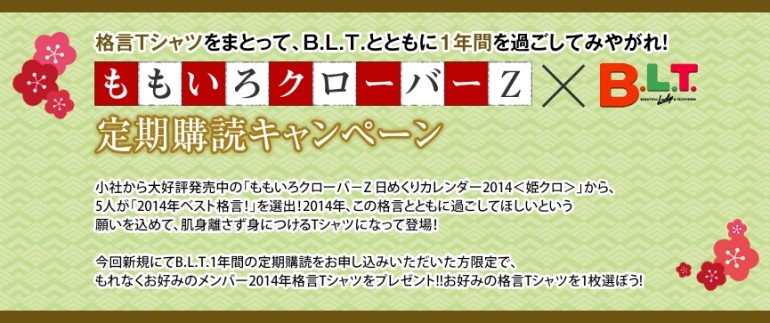 格言Tシャツをまとって、B.L.T.とともに1年間を過ごしてみやがれ!
ももいろクローバーZ×B.L.T.
BEAUTIFUL Lady & TELEVISION
定期購読キャンペーン
小社から大好評発売中の「ももいろクローバーZ 日めくりカレンダー2014<姫クロ>」から、
5人が「2014年ベスト格言!」を選出!2014年、この格言とともに過ごしてほしいという
願いを込めて、肌身離さず身につけるTシャツになって登場!
今回新規にてB.L.T.1年間の定期購読をお申し込みいただいた方限定で、
もれなくお好みのメンバー2014年格言Tシャツをプレゼント!!お好みの格言Tシャツを1枚選ぼう!